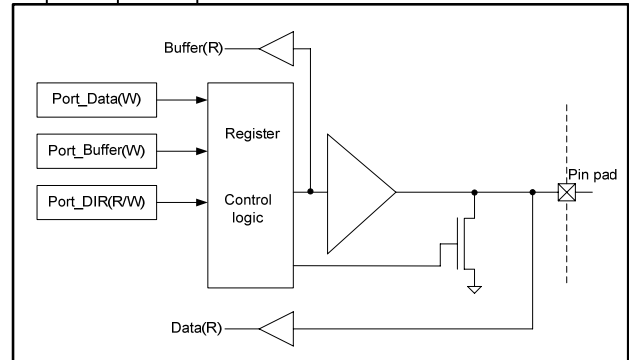 Buffer(R)
Port_Data(W)
Port_Buffer(W)
Port_DIR(R/W)
Register
Control
logic
Pin pad
Data(R)